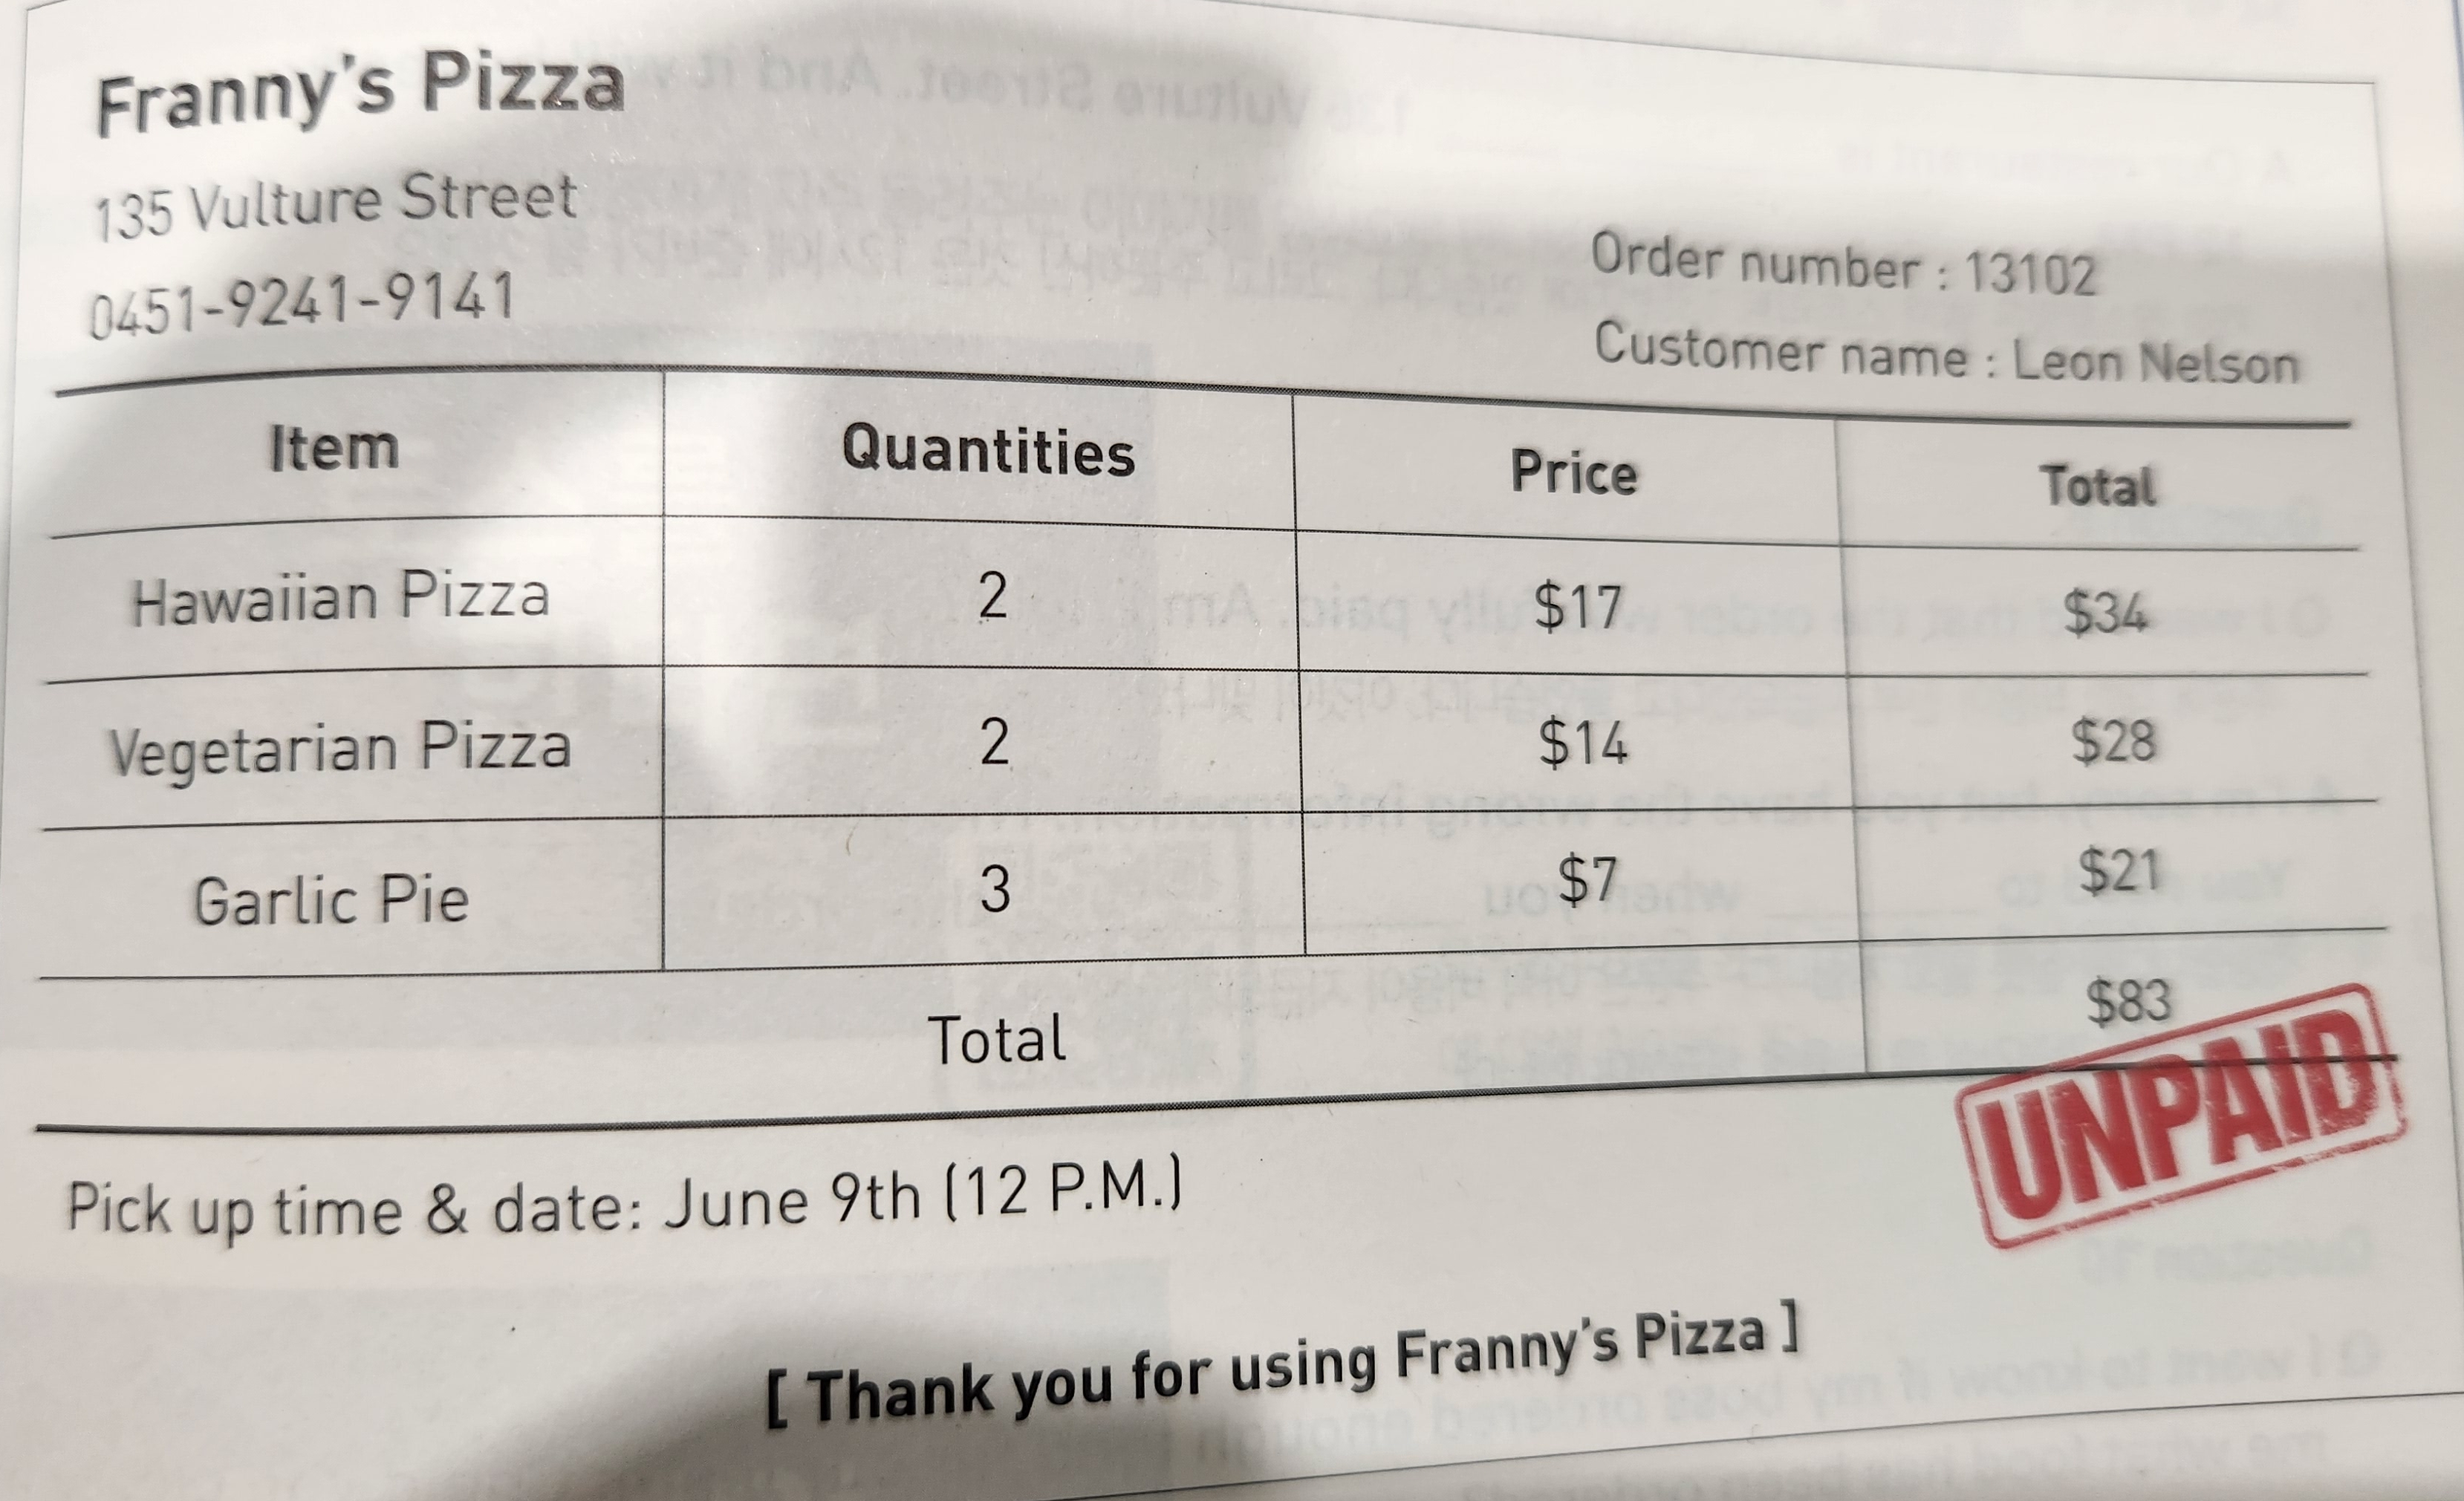 Franny's Pizza
135 Vulture Street
0451-9241-9141
Order number : 13102
Customer name : Leon Nelson
Item Quantities Price Total
Hawaiian Pizza 2 $17 $34
Vegetarian Pizza 2 $14 $28
Garlic Pie 3 $7 $21
Total $83
UNPAID
Pick up time & date: June 9th (12 P.M.)
[ Thank you for using Franny's Pizza ]